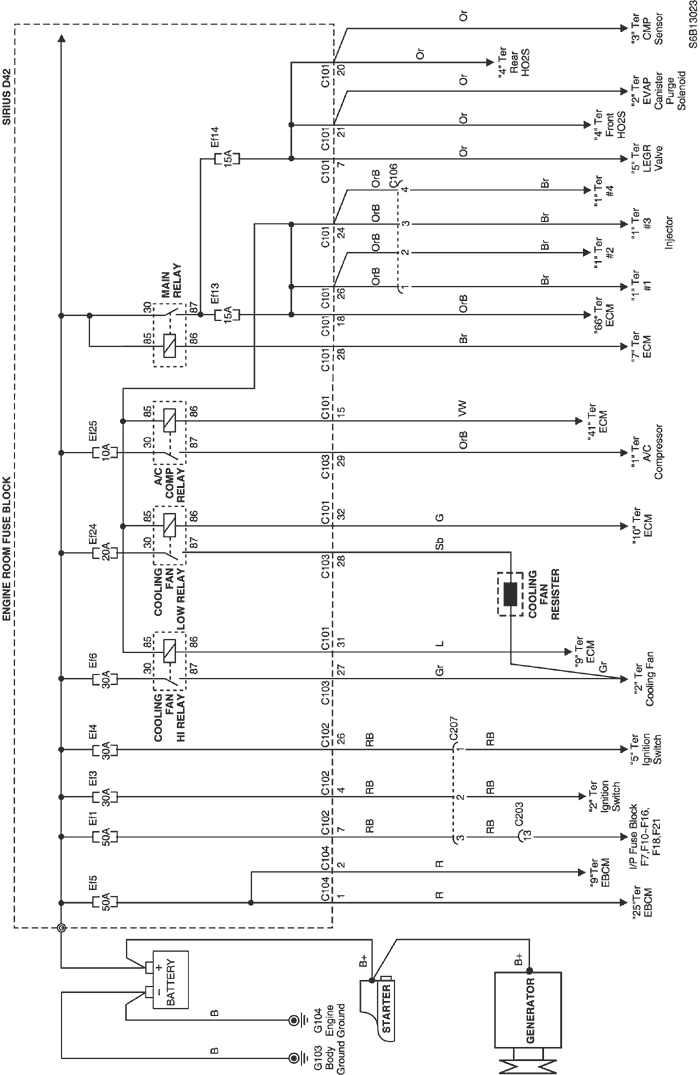 ENGINE ROOM FUSE BLOCK
SIRIUS D42
BATTERY
+
–
B
B
G103
Body
Ground
G104
Engine
Ground
B+
STARTER
B+
GENERATOR
Ef5
50A
C104
1
R
"25"Ter
EBCM
C104
2
R
"9"Ter
EBCM
Ef1
50A
C102
7
RB
3
RB
C203
13
I/P Fuse Block
F7,F10~F16,
F18,F21
Ef3
30A
C102
4
RB
2
"2" Ter
Ignition
Switch
Ef4
30A
C102
26
RB
C207
1
RB
"5" Ter
Ignition
Switch
Ef6
30A
COOLING
FAN
HI RELAY
30
85
87
86
C103
27
Gr
"2" Ter
Cooling Fan
C101
31
L
"9" Ter
ECM
Gr
COOLING
FAN
RESISTER
Ef24
20A
COOLING
FAN
LOW RELAY
30
85
87
86
C103
28
Sb
C101
32
G
"10" Ter
ECM
Ef25
10A
A/C
COMP
RELAY
30
85
87
86
C103
29
OrB
"1" Ter
A/C
Compressor
C101
15
VW
"41" Ter
ECM
MAIN
RELAY
85
30
86
87
C101
28
Br
"7" Ter
ECM
Ef13
15A
C101
18
OrB
"66" Ter
ECM
C101
26
OrB
1
Br
"1" Ter
#1
OrB
2
"1" Ter
#2
C101
24
OrB
3
Br
"1" Ter
#3
Injector
OrB
C106
4
Br
"1" Ter
#4
Ef14
15A
C101
7
Or
"5" Ter
LEGR
Valve
C101
21
Or
"4" Ter
Front
HO2S
Or
"2" Ter
EVAP
Canister
Purge
Solenoid
C101
20
Or
"4" Ter
Rear
HO2S
Or
"3" Ter
CMP
Sensor
S6B13023